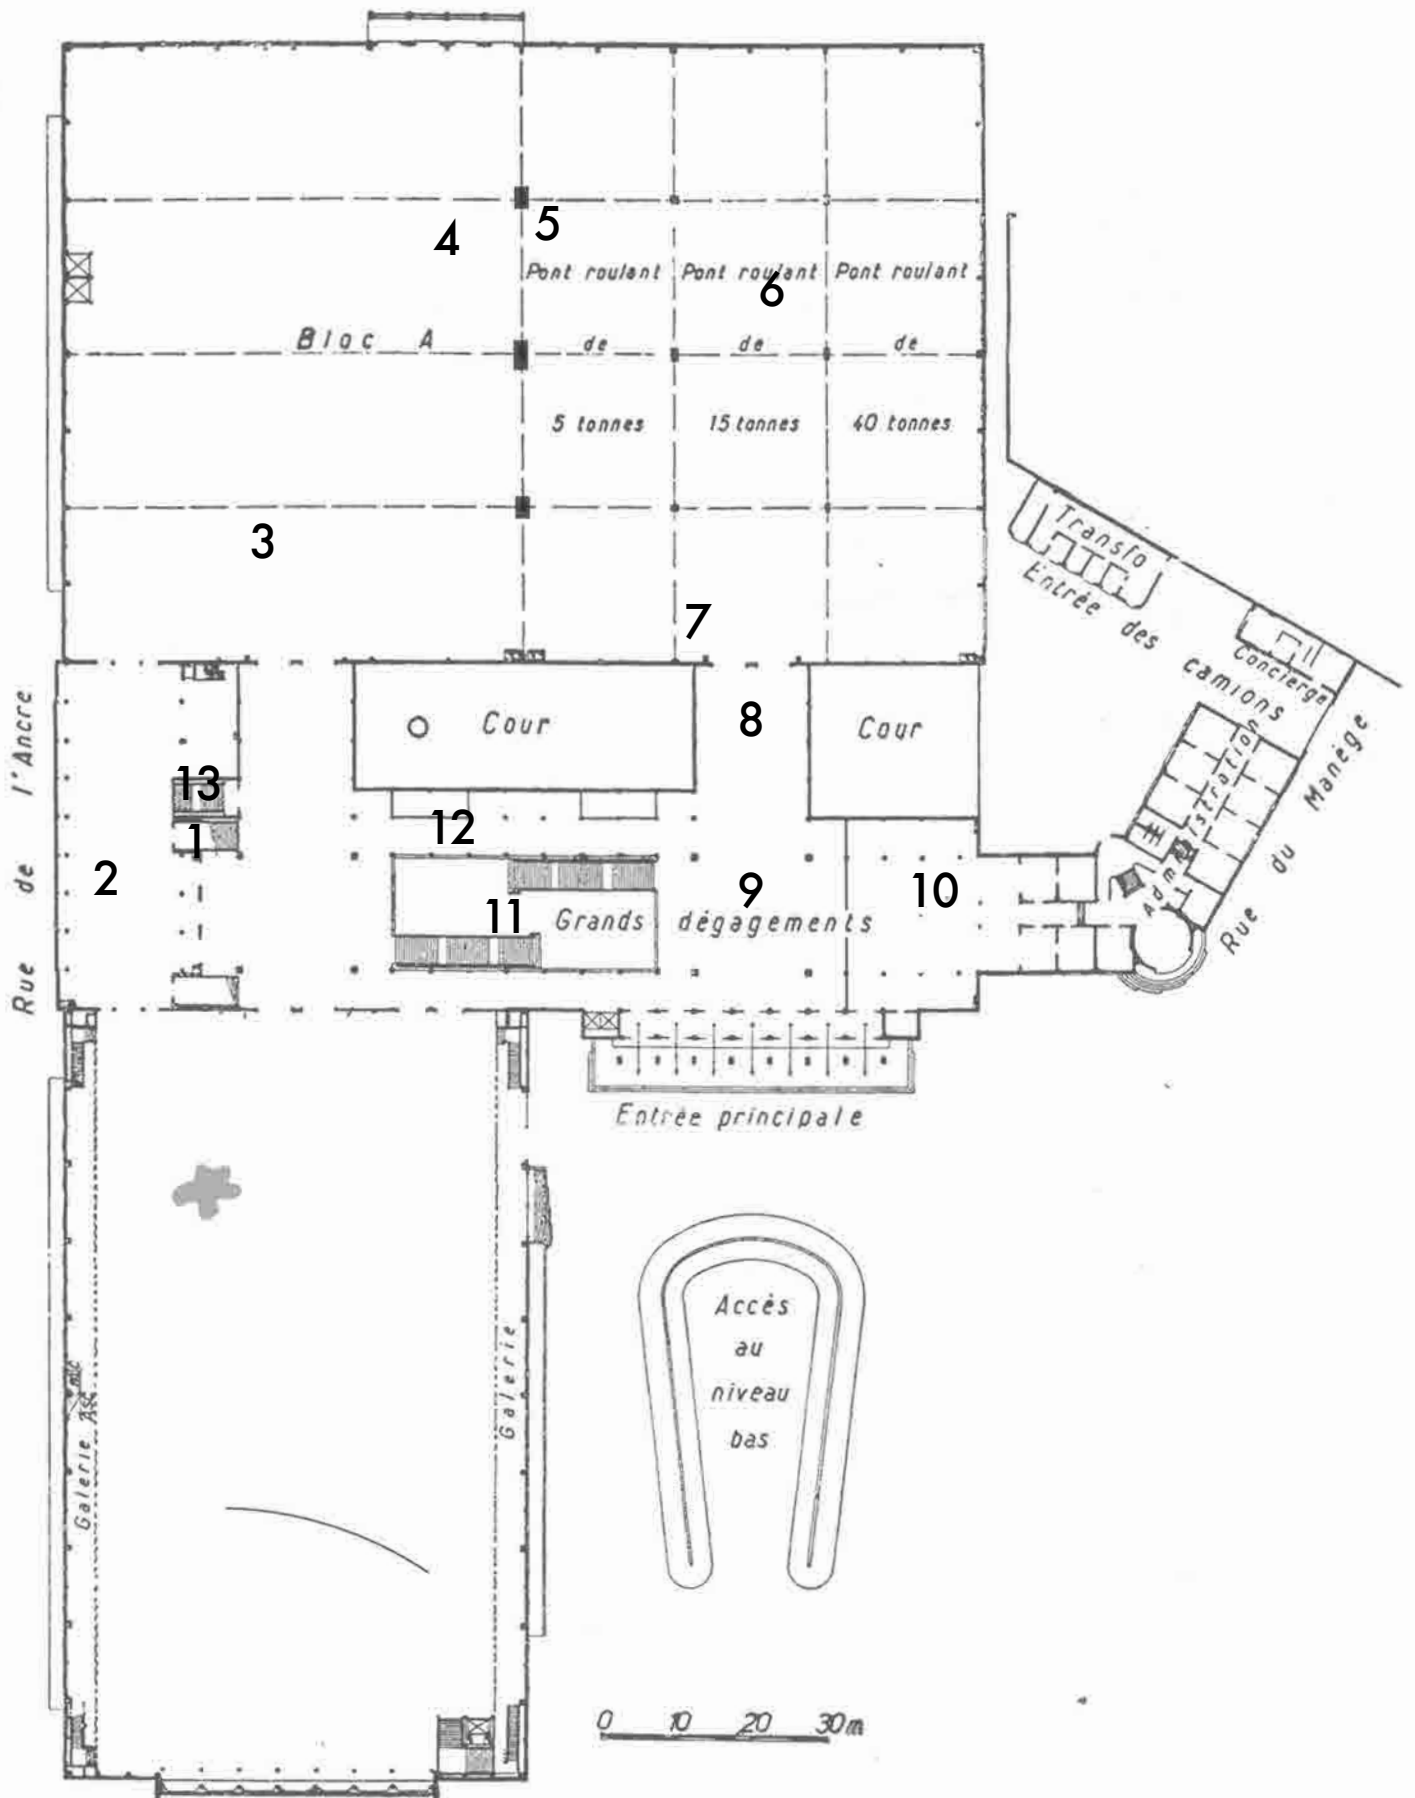 4
5
Pont roulant
Pont roulant
Pont roulant
6
Bloc A
de
de
de
5 tonnes
15 tonnes
40 tonnes
3
Transfo
Entrée des camions
7
Concierge
Rue de l'Ancre
Cour
8
Cour
13
12
1
2
11
Grands dégagements
9
10
Administration
Rue du Manège
Entrée principale
Accès
au
niveau
bas
Galerie
Galerie
0 10 20 30m